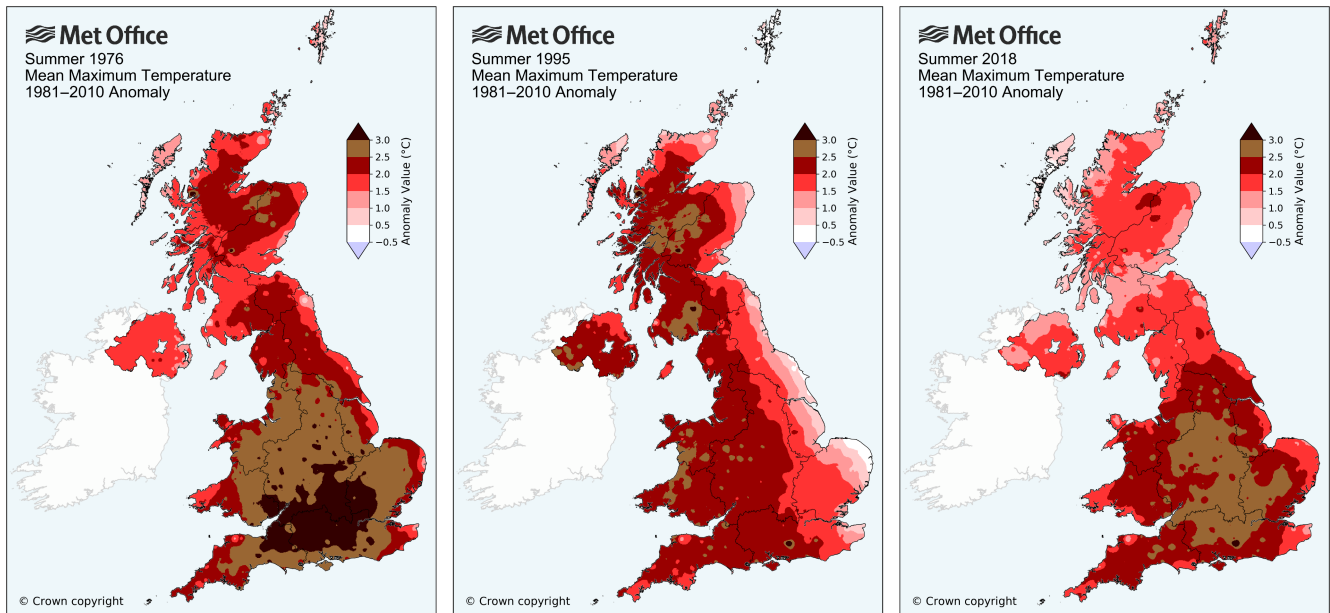 Met Office
Summer 1976
Mean Maximum Temperature
1981–2010 Anomaly
3.0
2.5
2.0
1.5
1.0
0.5
−0.5
Anomaly Value (°C)
© Crown copyright
Met Office
Summer 1995
Mean Maximum Temperature
1981–2010 Anomaly
3.0
2.5
2.0
1.5
1.0
0.5
−0.5
Anomaly Value (°C)
© Crown copyright
Met Office
Summer 2018
Mean Maximum Temperature
1981–2010 Anomaly
3.0
2.5
2.0
1.5
1.0
0.5
−0.5
Anomaly Value (°C)
© Crown copyright